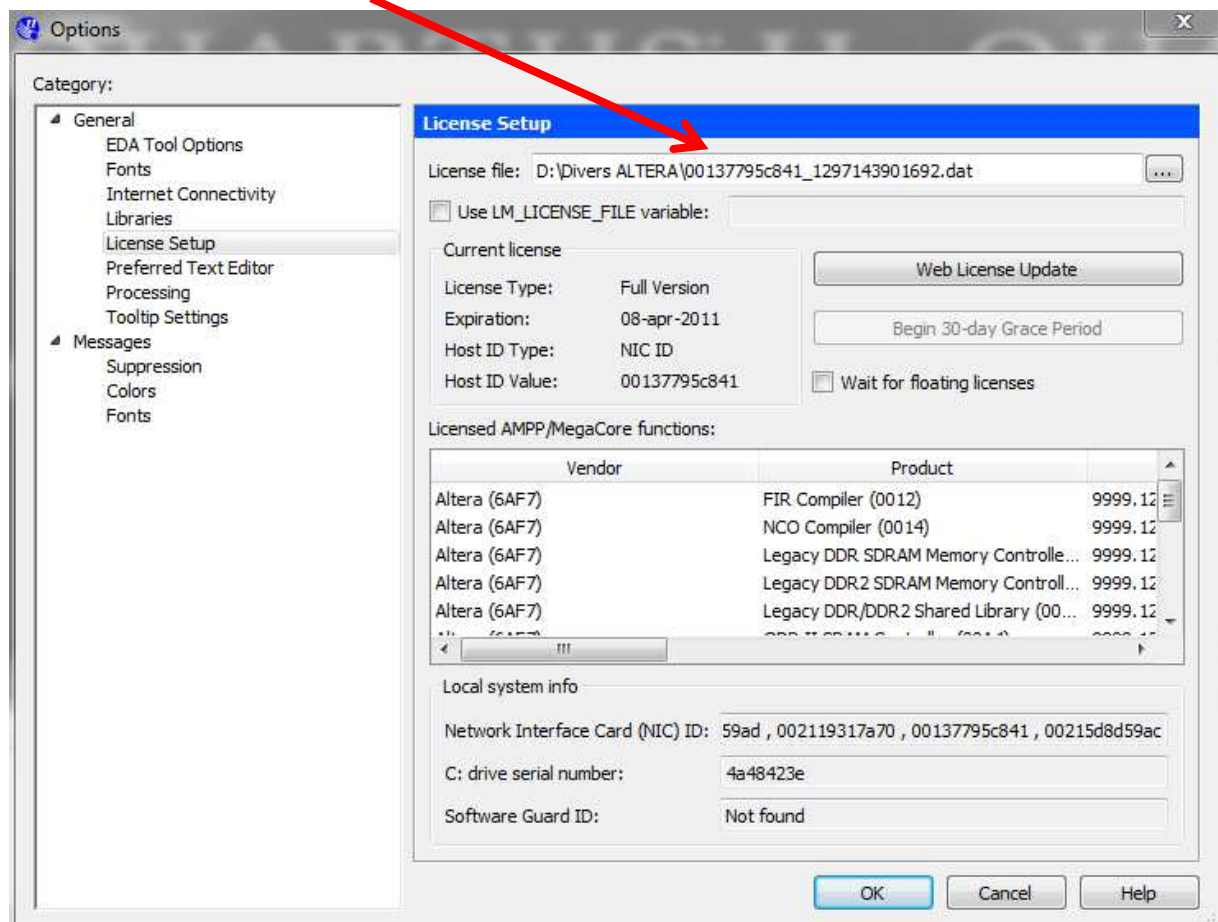 Options
Category:
General
EDA Tool Options
Fonts
Internet Connectivity
Libraries
License Setup
Preferred Text Editor
Processing
Tooltip Settings
Messages
Suppression
Colors
Fonts
License Setup
License file: D:\Divers ALTERA\00137795c841_1297143901692.dat ...
Use LM_LICENSE_FILE variable:
Current license
License Type: Full Version
Expiration: 08-apr-2011
Host ID Type: NIC ID
Host ID Value: 00137795c841
Web License Update
Begin 30-day Grace Period
Wait for floating licenses
Licensed AMPP/MegaCore functions:
Vendor Product
Altera (6AF7) FIR Compiler (0012) 9999.12
Altera (6AF7) NCO Compiler (0014) 9999.12
Altera (6AF7) Legacy DDR SDRAM Memory Controlle... 9999.12
Altera (6AF7) Legacy DDR2 SDRAM Memory Controll... 9999.12
Altera (6AF7) Legacy DDR/DDR2 Shared Library (00... 9999.12
Local system info
Network Interface Card (NIC) ID: 59ad , 002119317a70 , 00137795c841 , 00215d8d59ac
C: drive serial number: 4a48423e
Software Guard ID: Not found
OK Cancel Help